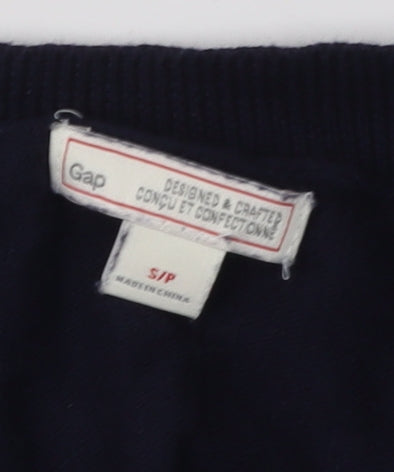 Gap
DESIGNED & CRAFTED
CONÇU ET CONFECTIONNÉ
S/P
MADE IN CHINA